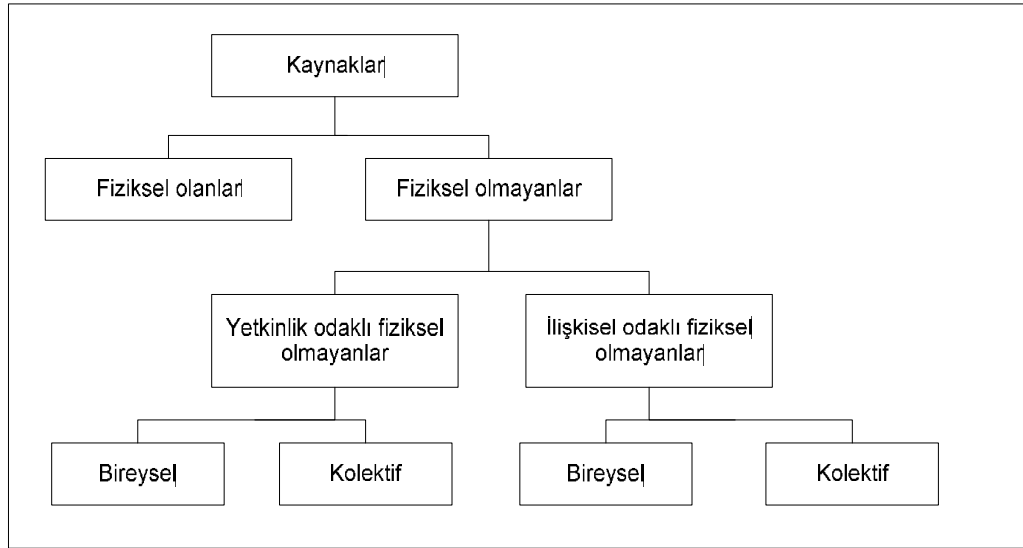 Kaynaklar
Fiziksel olanlar
Fiziksel olmayanlar
Yetkinlik odaklı fiziksel
olmayanlar
İlişkisel odaklı fiziksel
olmayanlar
Bireysel
Kolektif
Bireysel
Kolektif